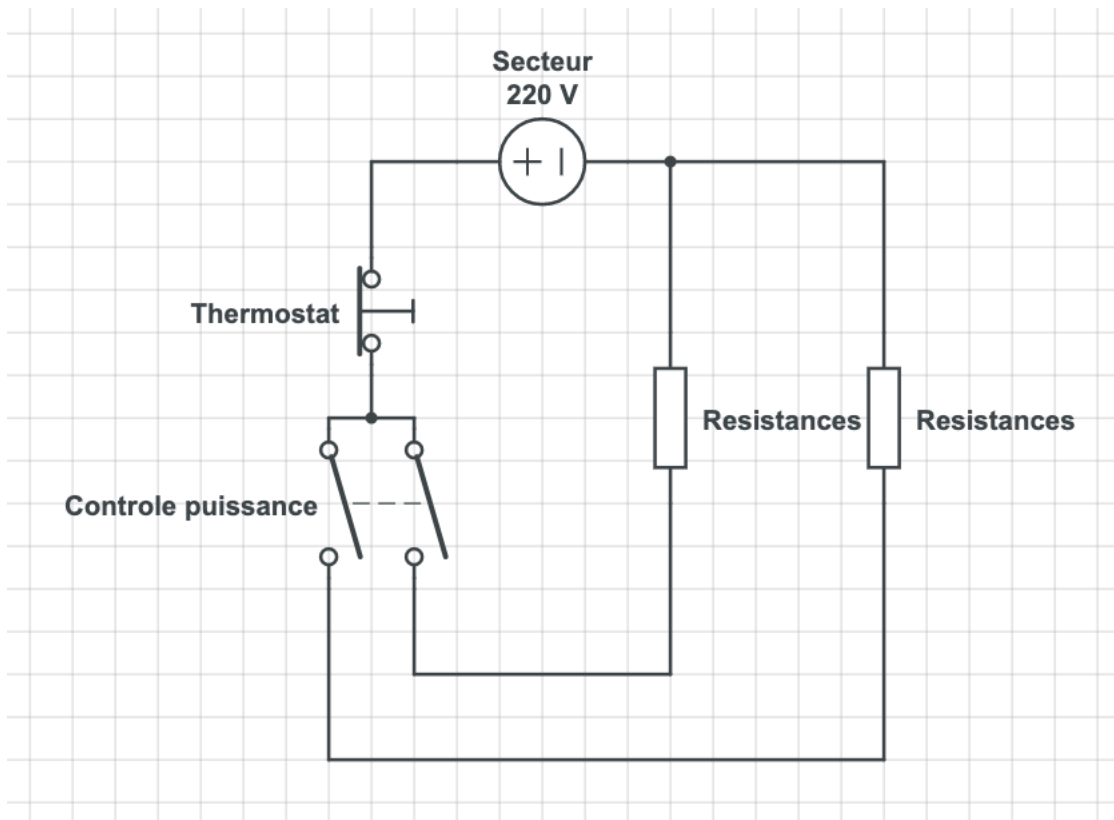 Secteur
220 V
Thermostat
Resistances
Resistances
Controle puissance